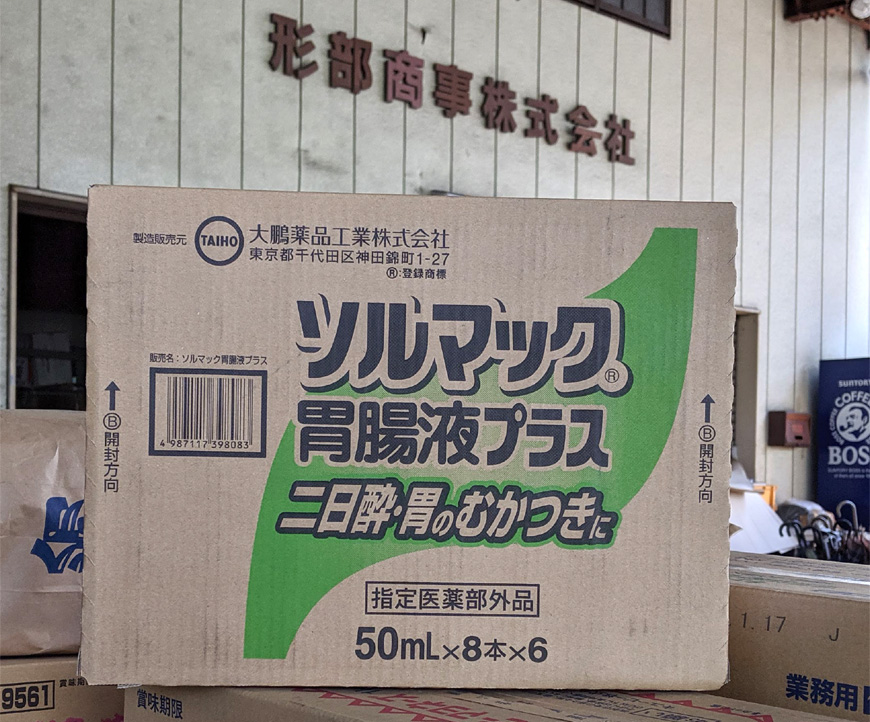 形部商事株式会社
製造販売元
TAIHO
大鵬薬品工業株式会社
東京都千代田区神田錦町1-27
Ⓡ:登録商標
ソルマック®
胃腸液プラス
二日酔・胃のむかつきに
販売名:ソルマック胃腸液プラス
4 987117 398083
Ⓑ開封方向
Ⓑ開封方向
指定医薬部外品
50mL×8本×6
SUNTORY
COFFEE
BOSS
1.17 J
9561
賞味期限
業務用